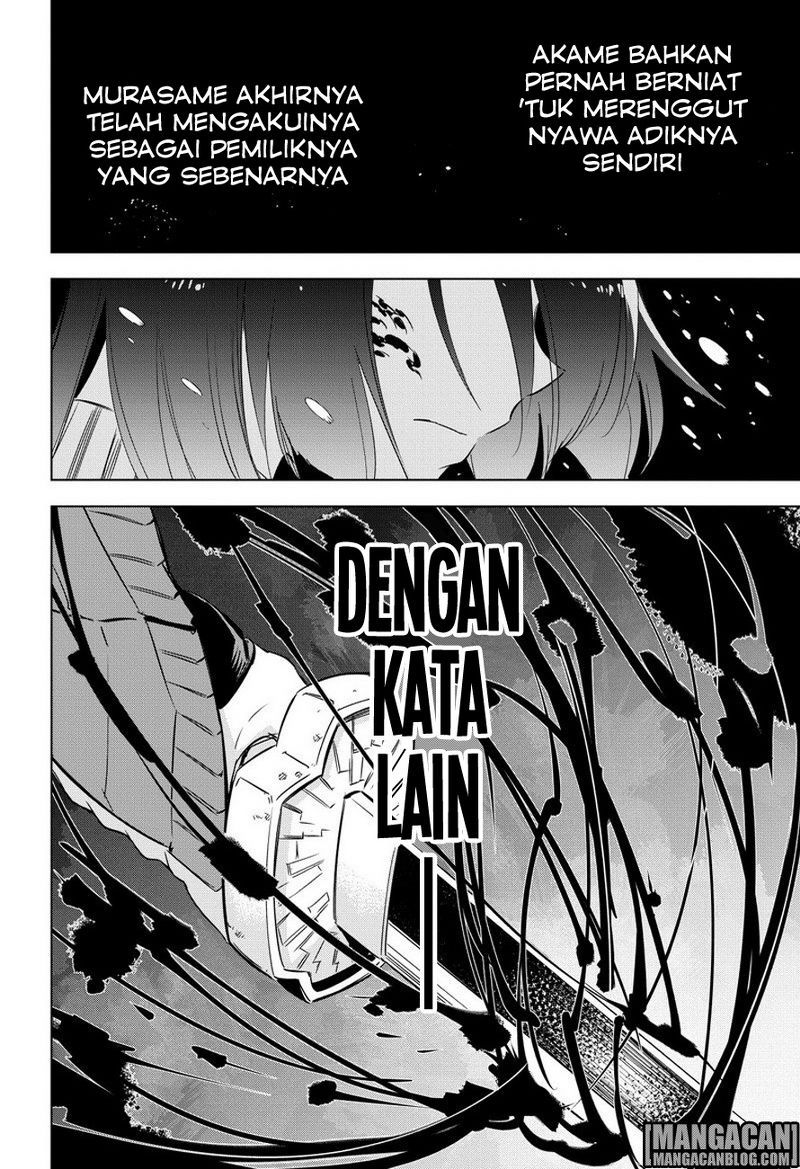 AKAME BAHKAN
PERNAH BERNIAT
'TUK MERENGGUT
NYAWA ADIKNYA
SENDIRI
MURASAME AKHIRNYA
TELAH MENGAKUINYA
SEBAGAI PEMILIKNYA
YANG SEBENARNYA
DENGAN
KATA
LAIN
—
[MANGACAN]
MANGACANBLOG.COM